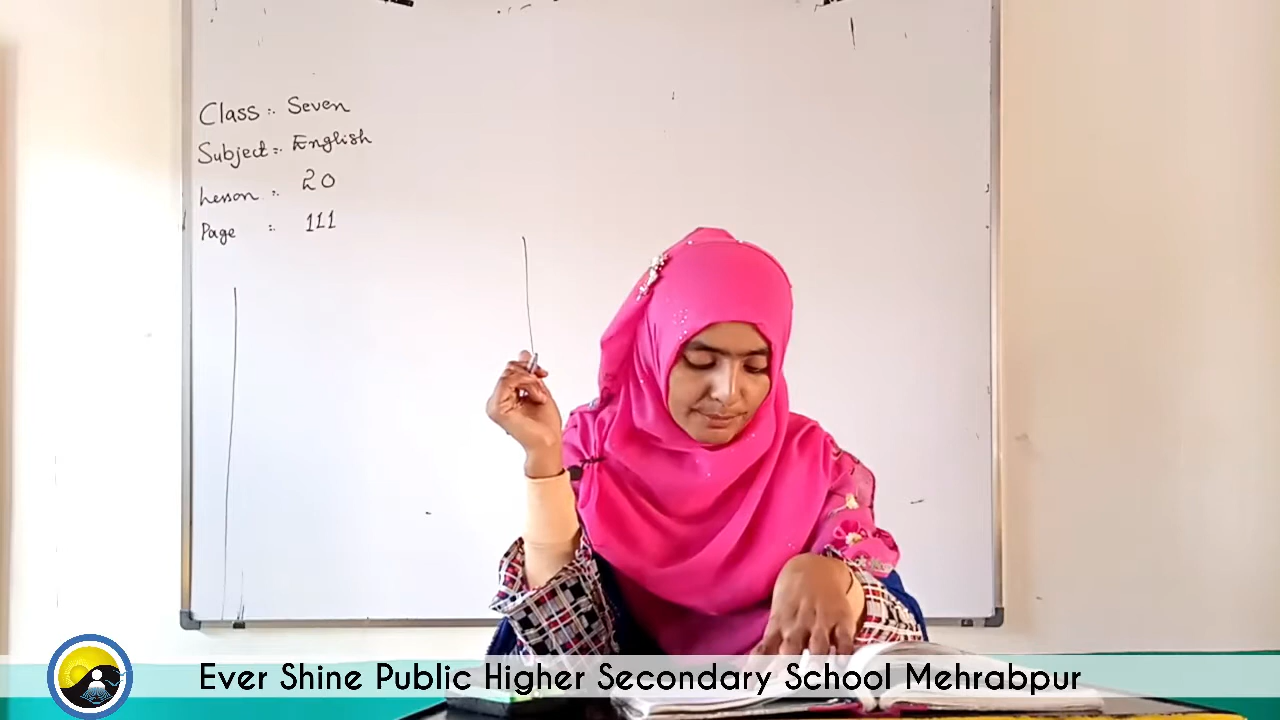 Class :- Seven
Subject :- English
Lesson :- 20
Page :- 111
Ever Shine Public Higher Secondary School Mehrabpur